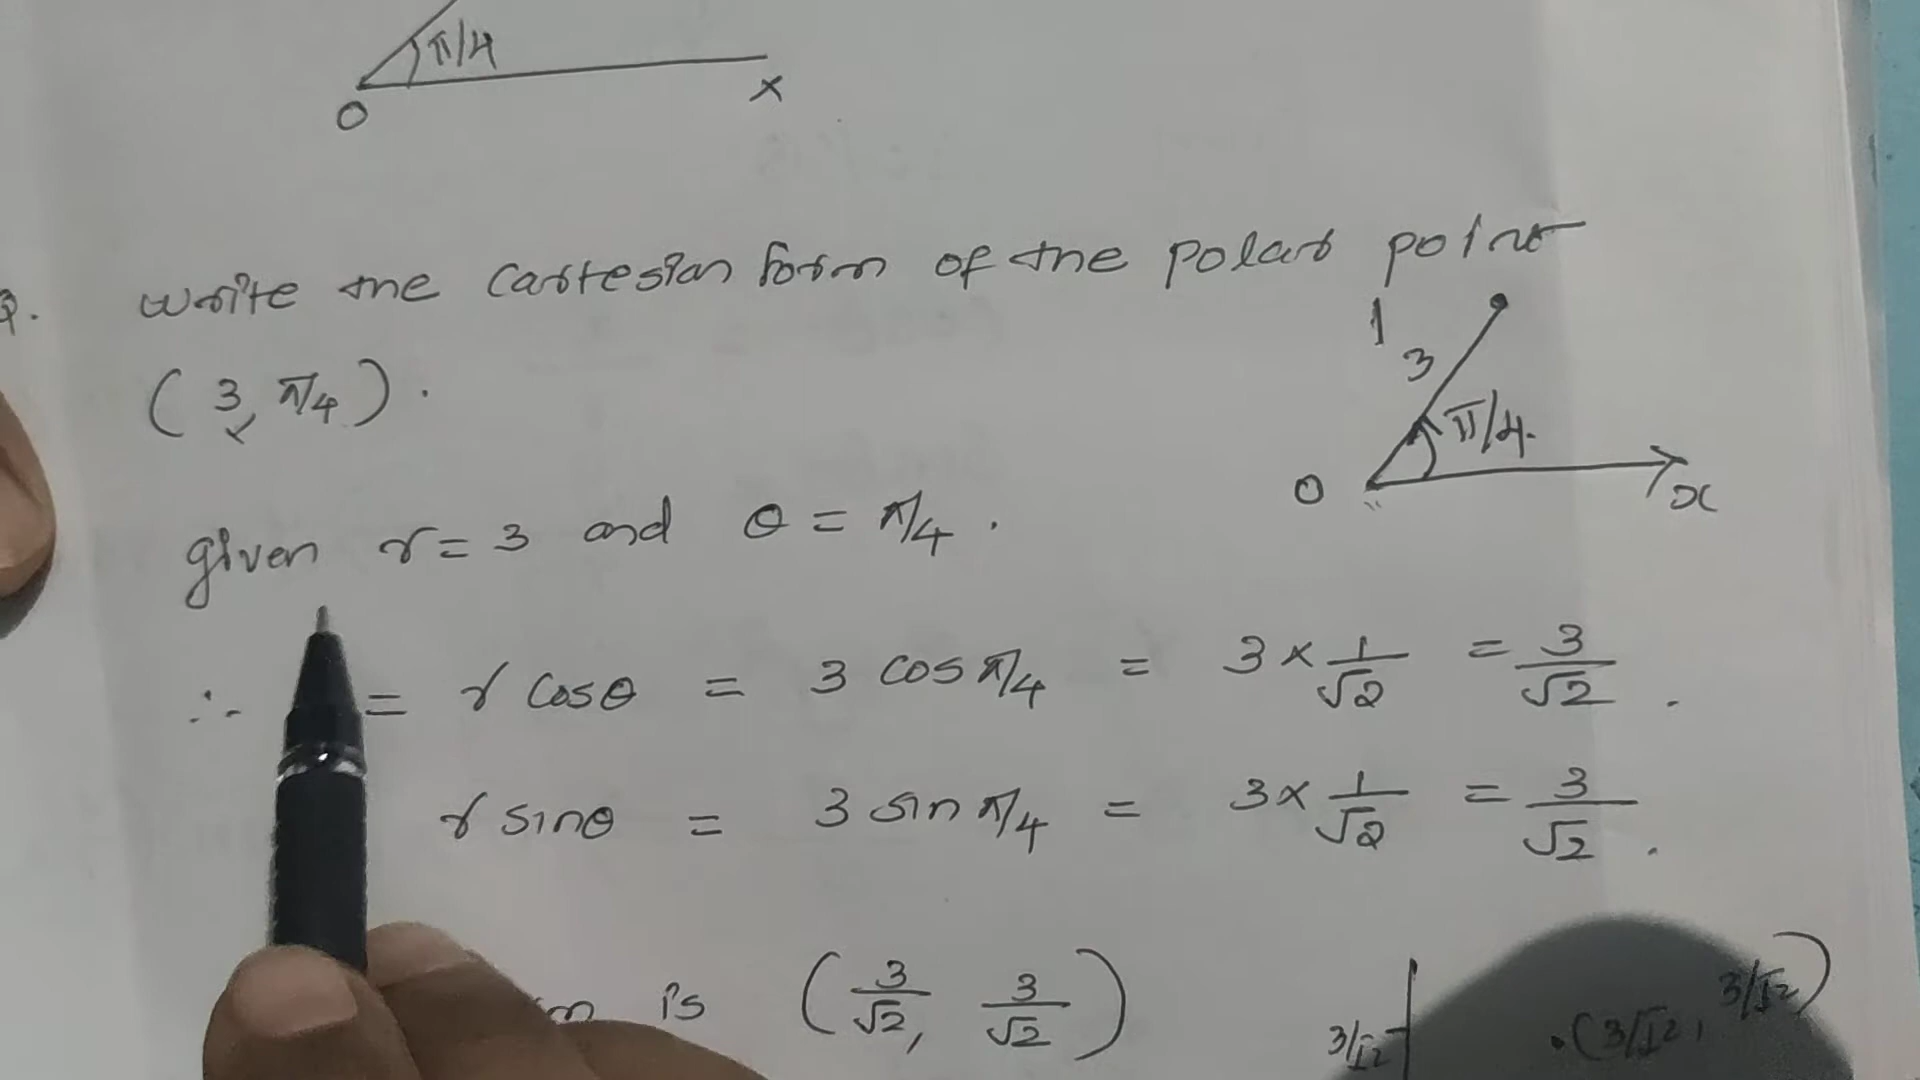 π/4
O x
Q. write the cartesian form of the polar point
(3, π/4).
1
3
π/4.
O x
given r = 3 and θ = π/4.
∴ = r cosθ = 3 cos π/4 = 3 × 1/√2 = 3/√2.
r sinθ = 3 sin π/4 = 3 × 1/√2 = 3/√2.
is (3/√2, 3/√2)
3/√2 .(3/√2, 3/√2)